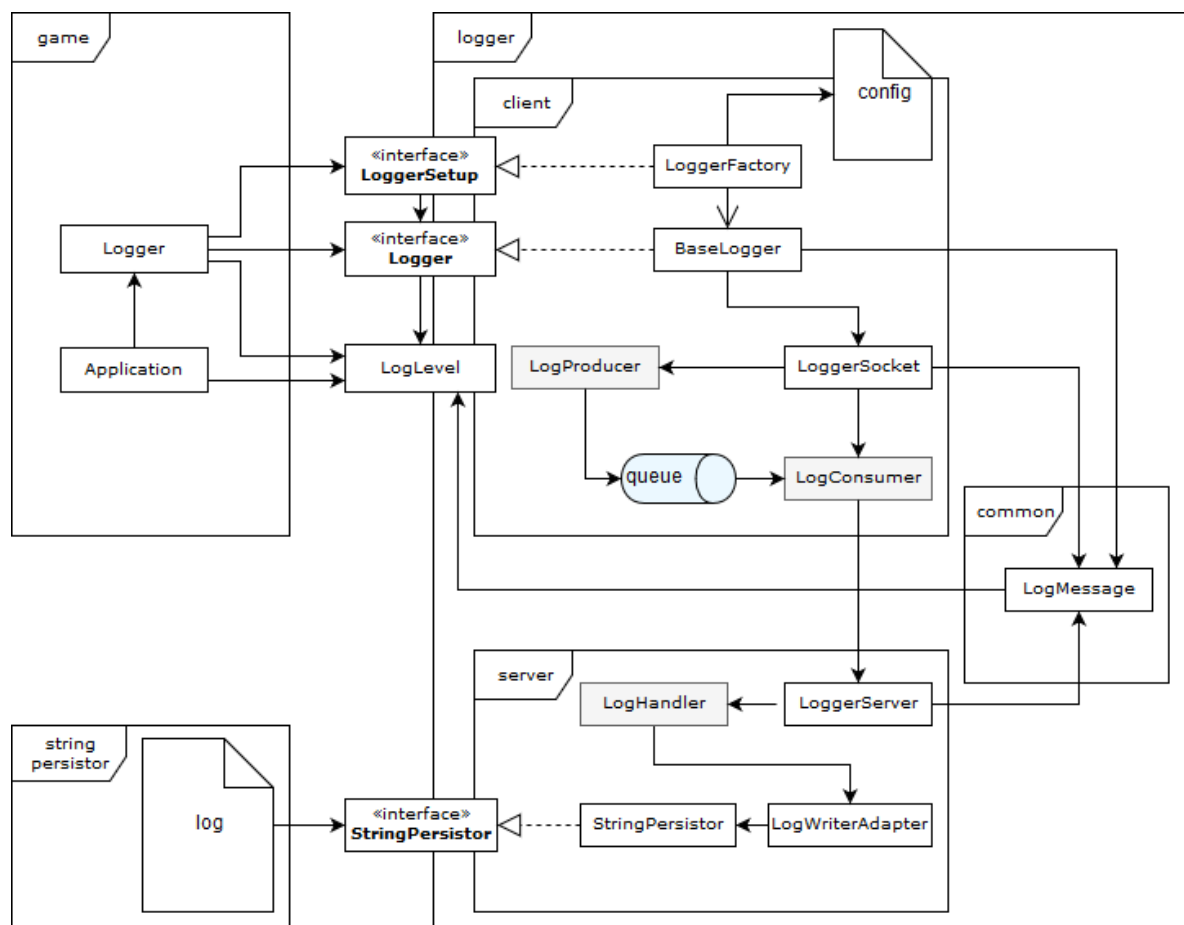 game
logger
client
config
«interface»
LoggerSetup
LoggerFactory
Logger
«interface»
Logger
BaseLogger
Application
LogLevel
LogProducer
LoggerSocket
queue
LogConsumer
common
LogMessage
server
LogHandler
LoggerServer
string
persistor
log
«interface»
StringPersistor
StringPersistor
LogWriterAdapter